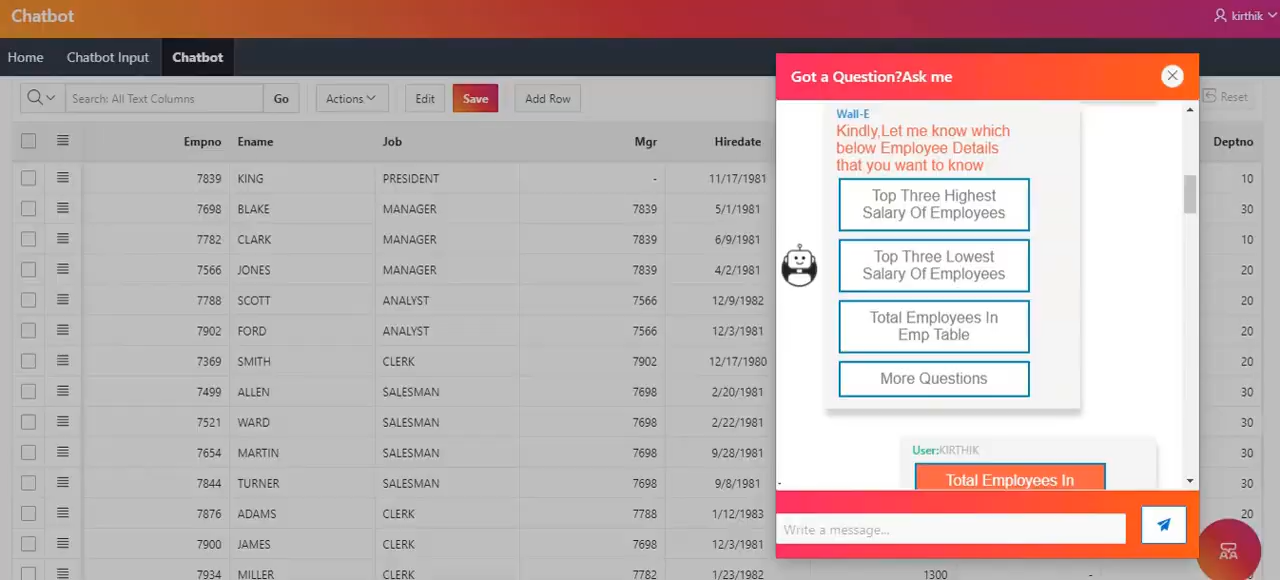 Chatbot
kirthik
Home Chatbot Input Chatbot
Search: All Text Columns Go Actions Edit Save Add Row Reset
Empno Ename Job Mgr Hiredate Deptno
7839 KING PRESIDENT - 11/17/1981 10
7698 BLAKE MANAGER 7839 5/1/1981 30
7782 CLARK MANAGER 7839 6/9/1981 10
7566 JONES MANAGER 7839 4/2/1981 20
7788 SCOTT ANALYST 7566 12/9/1982 20
7902 FORD ANALYST 7566 12/3/1981 20
7369 SMITH CLERK 7902 12/17/1980 20
7499 ALLEN SALESMAN 7698 2/20/1981 30
7521 WARD SALESMAN 7698 2/22/1981 30
7654 MARTIN SALESMAN 7698 9/28/1981 30
7844 TURNER SALESMAN 7698 9/8/1981 30
7876 ADAMS CLERK 7788 1/12/1983 20
7900 JAMES CLERK 7698 12/3/1981 30
7934 MILLER CLERK 7782 1/23/1982 1300 - 10
Got a Question?Ask me
Wall-E
Kindly,Let me know which
below Employee Details
that you want to know
Top Three Highest
Salary Of Employees
Top Three Lowest
Salary Of Employees
Total Employees In
Emp Table
More Questions
User:KIRTHIK
Total Employees In
Write a message...